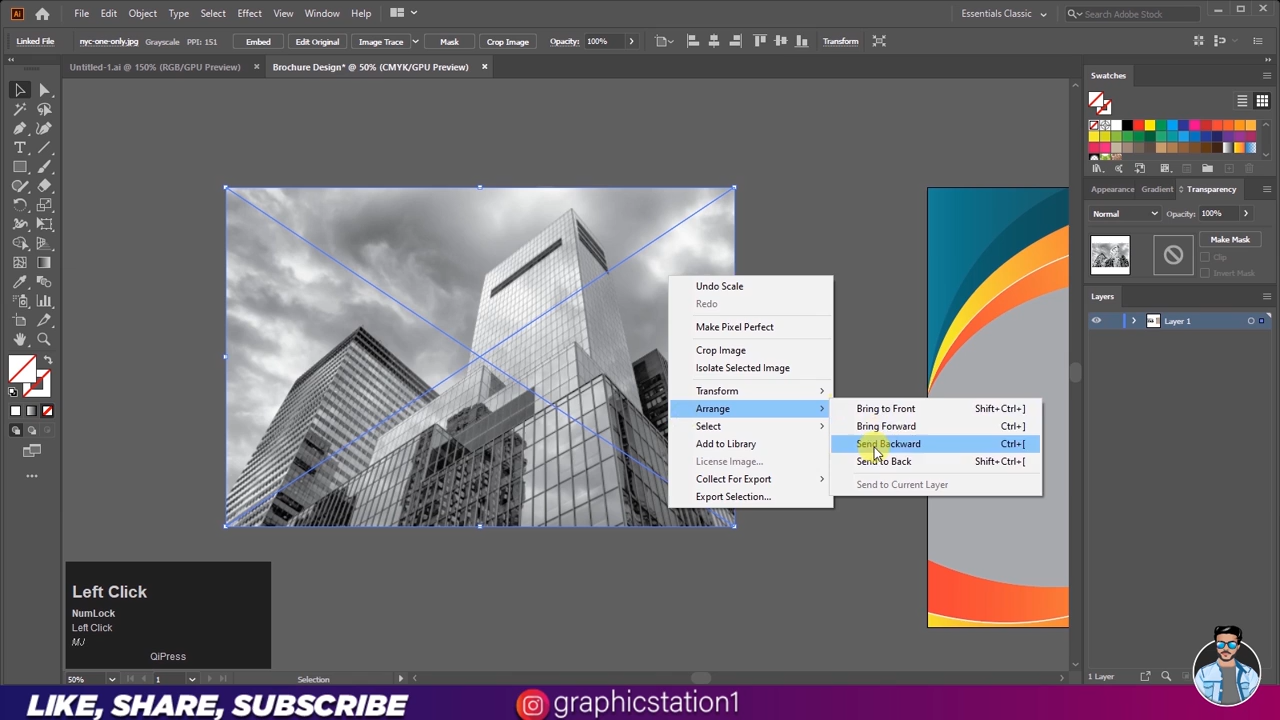 Ai File Edit Object Type Select Effect View Window Help Essentials Classic Search Adobe Stock
Linked File nyc-one-only.jpg Grayscale PPI: 151 Embed Edit Original Image Trace Mask Crop Image Opacity: 100% Transform
Untitled-1.ai @ 150% (RGB/GPU Preview) Brochure Design* @ 50% (CMYK/GPU Preview)
Swatches
Appearance Gradient Transparency
Normal Opacity: 100%
Make Mask
Clip
Invert Mask
Layers
Layer 1
Undo Scale
Redo
Make Pixel Perfect
Crop Image
Isolate Selected Image
Transform
Arrange
Select
Add to Library
License Image...
Collect For Export
Export Selection...
Bring to Front Shift+Ctrl+]
Bring Forward Ctrl+]
Send Backward Ctrl+[
Send to Back Shift+Ctrl+[
Send to Current Layer
Left Click
NumLock
Left Click
MJ
QiPress
50% 1 Selection 1 Layer
LIKE, SHARE, SUBSCRIBE graphicstation1